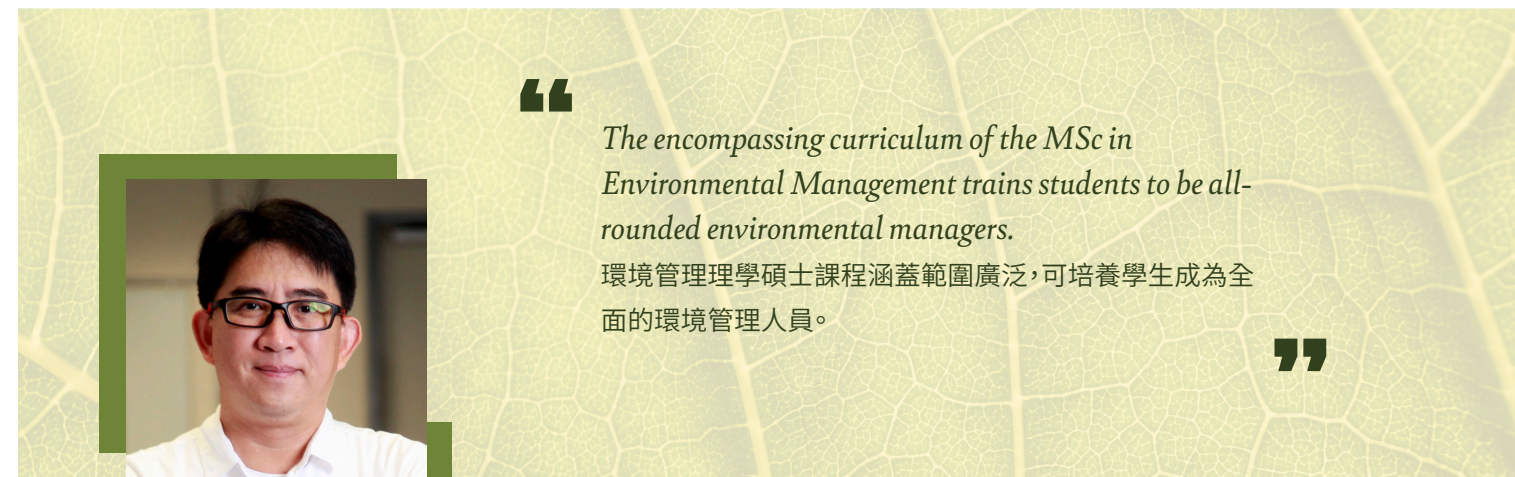 “
The encompassing curriculum of the MSc in
Environmental Management trains students to be all-
rounded environmental managers.
環境管理理學碩士課程涵蓋範圍廣泛，可培養學生成為全
面的環境管理人員。
”